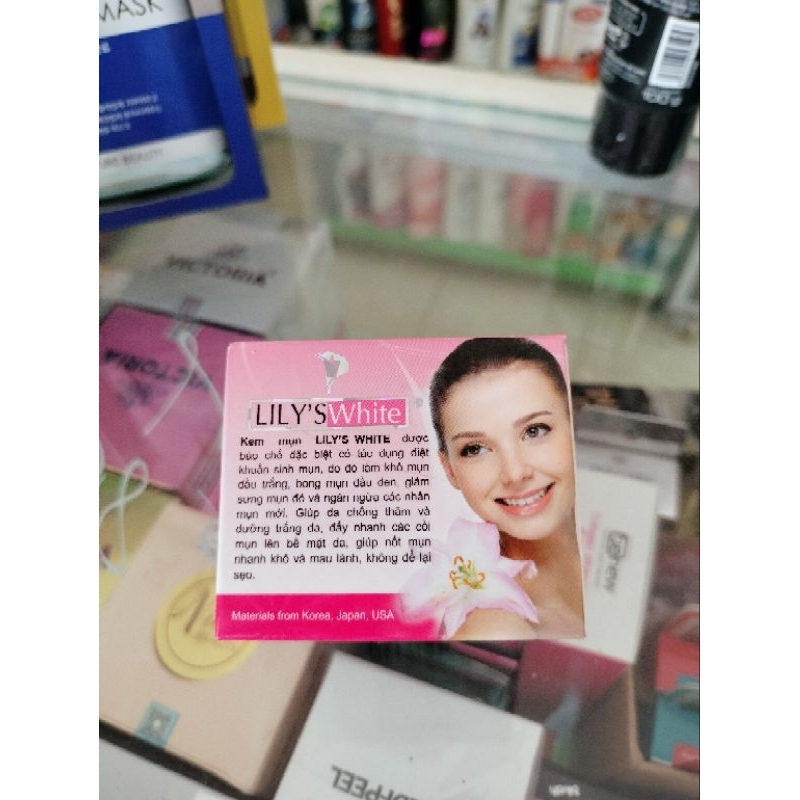 MASK
VICTORIA
VICTORIA
LILY'S White
Kem mụn LILY'S WHITE được
bào chế đặc biệt có tác dụng diệt
khuẩn sinh mụn, do đó làm khô mụn
đầu trắng, bong mụn đầu đen, giảm
sưng mụn đỏ và ngăn ngừa các nhân
mụn mới. Giúp da chống thâm và
dưỡng trắng da, đẩy nhanh các còi
mụn lên bề mặt da, giúp nốt mụn
nhanh khô và mau lành, không để lại
sẹo.
Materials from Korea, Japan, USA